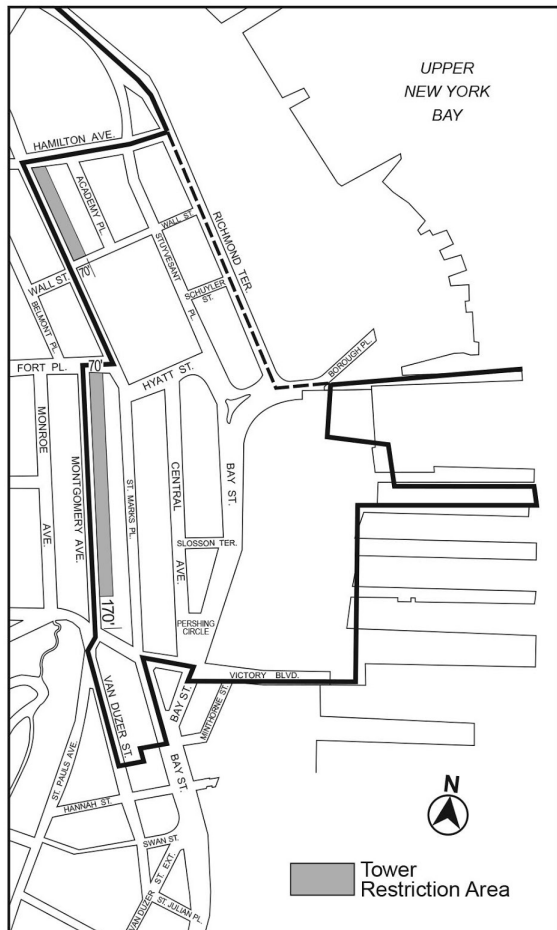 UPPER
NEW YORK
BAY
HAMILTON AVE.
ACADEMY PL.
WALL ST.
RICHMOND TER.
STUYVESANT
PL.
70'
WALL ST.
SCHUYLER
ST.
BELMONT PL.
BOROUGH PL.
FORT PL.
70'
HYATT ST.
MONROE
AVE.
MONTGOMERY AVE.
ST. MARKS PL.
CENTRAL
AVE.
BAY ST.
SLOSSON TER.
170'
PERSHING
CIRCLE
VICTORY BLVD.
VAN DUZER ST.
BAY ST.
MINTHORNE ST.
ST. PAULS AVE.
BAY ST.
HANNAH ST.
N
SWAN ST.
VAN DUZER
ST. EXT.
ST. JULIAN PL.
Tower
Restriction Area